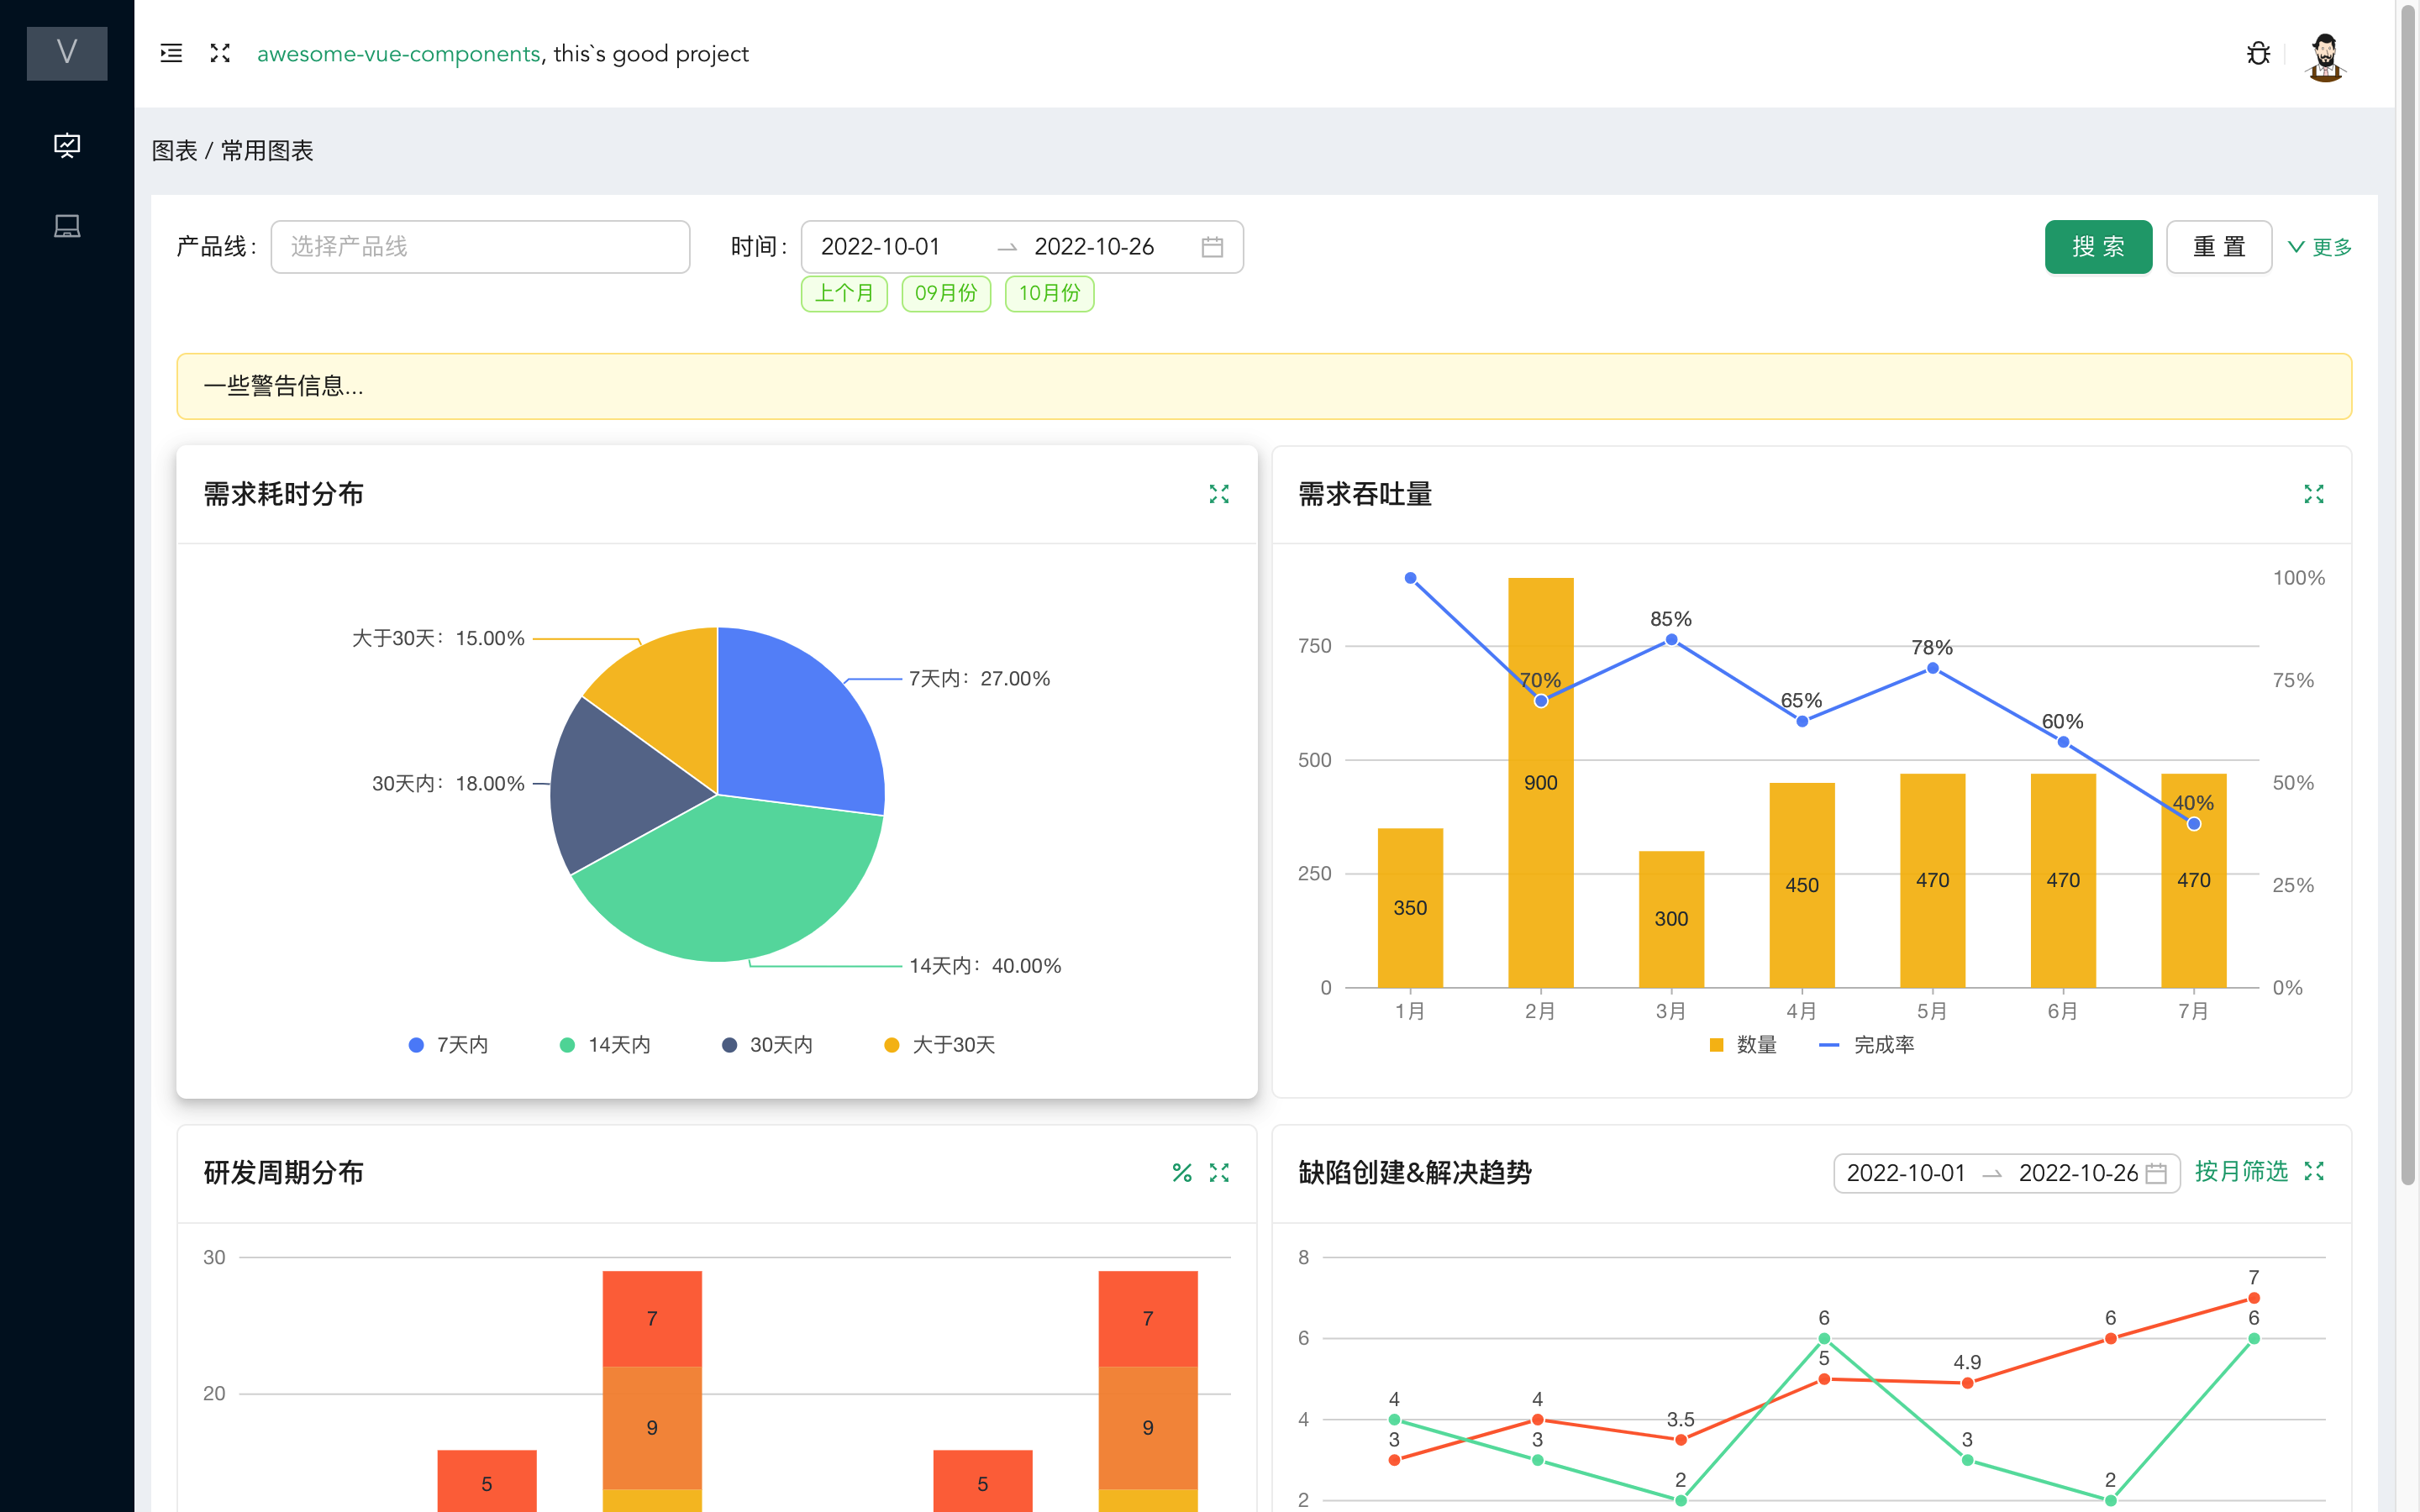 V
awesome-vue-components, this`s good project
图表 / 常用图表
产品线: 选择产品线 时间: 2022-10-01 2022-10-26 搜 索 重 置 更多
上个月 09月份 10月份
一些警告信息...
需求耗时分布
大于30天: 15.00%
7天内: 27.00%
30天内: 18.00%
14天内: 40.00%
7天内 14天内 30天内 大于30天
需求吞吐量
100%
85%
750 78%
70% 75%
65%
60%
500
900 50%
40%
250 25%
350 300 450 470 470 470
0 0%
1月 2月 3月 4月 5月 6月 7月
数量 完成率
研发周期分布 %
30
7 7
20
9 9
5 5
缺陷创建&解决趋势 2022-10-01 2022-10-26 按月筛选
8
7
6 6 6
6
5 4.9
4 4
4 3.5
3 3 3
2 2
2